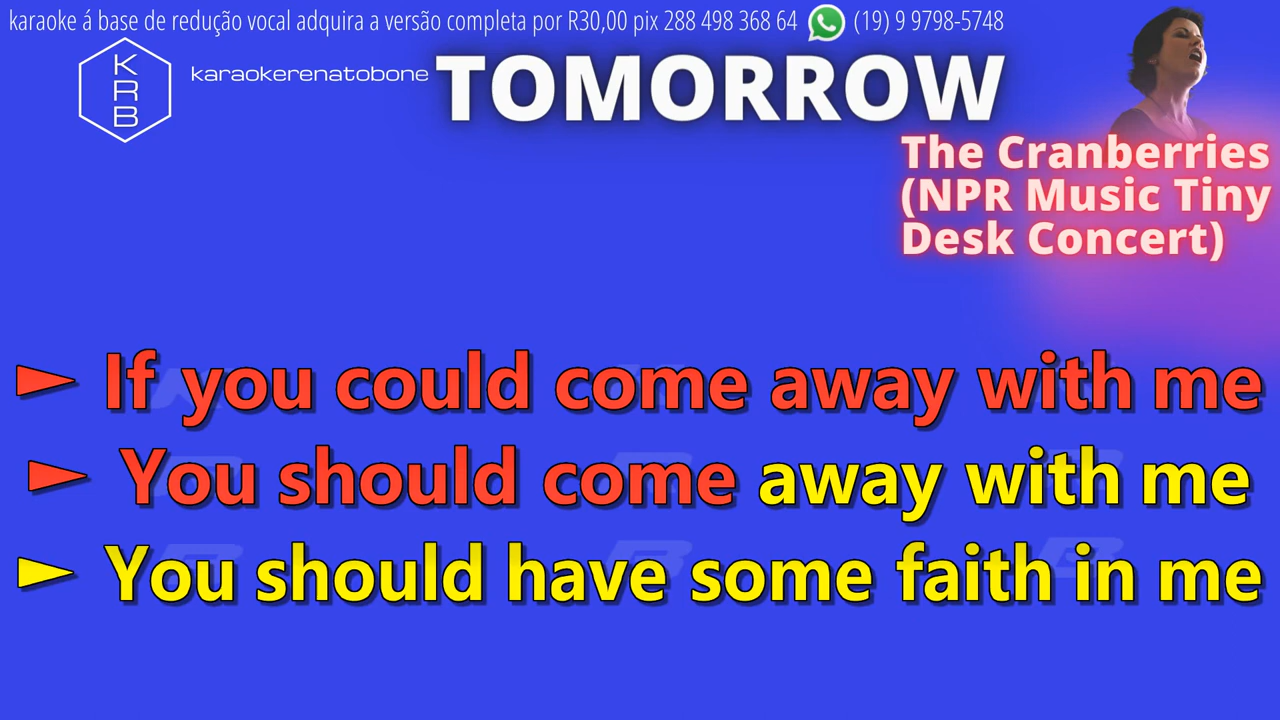 karaoke á base de redução vocal adquira a versão completa por R30,00 pix 288 498 368 64 (19) 9 9798-5748
K
R
B
karaokerenatobone
TOMORROW
The Cranberries
(NPR Music Tiny
Desk Concert)
► If you could come away with me
► You should come away with me
► You should have some faith in me